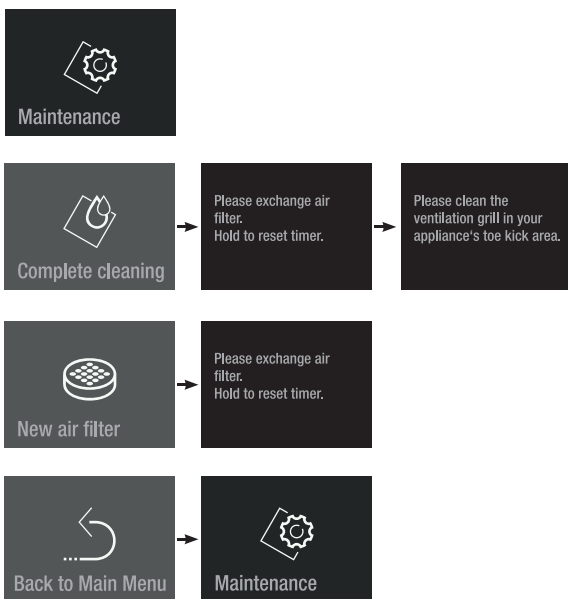 Maintenance
Complete cleaning
Please exchange air
filter.
Hold to reset timer.
Please clean the
ventilation grill in your
appliance‘s toe kick area.
New air filter
Please exchange air
filter.
Hold to reset timer.
Back to Main Menu
Maintenance